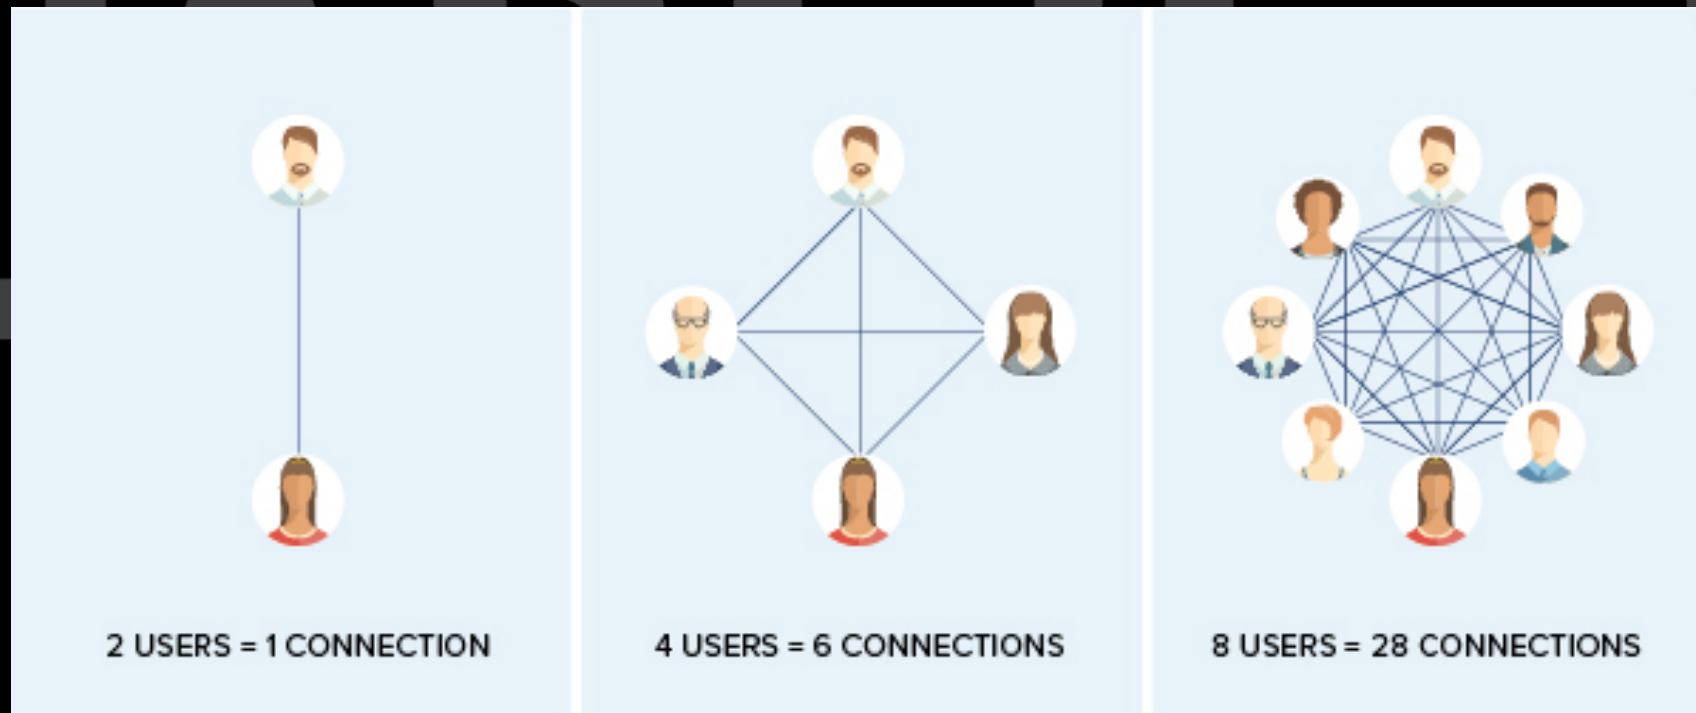 2 USERS = 1 CONNECTION
4 USERS = 6 CONNECTIONS
8 USERS = 28 CONNECTIONS